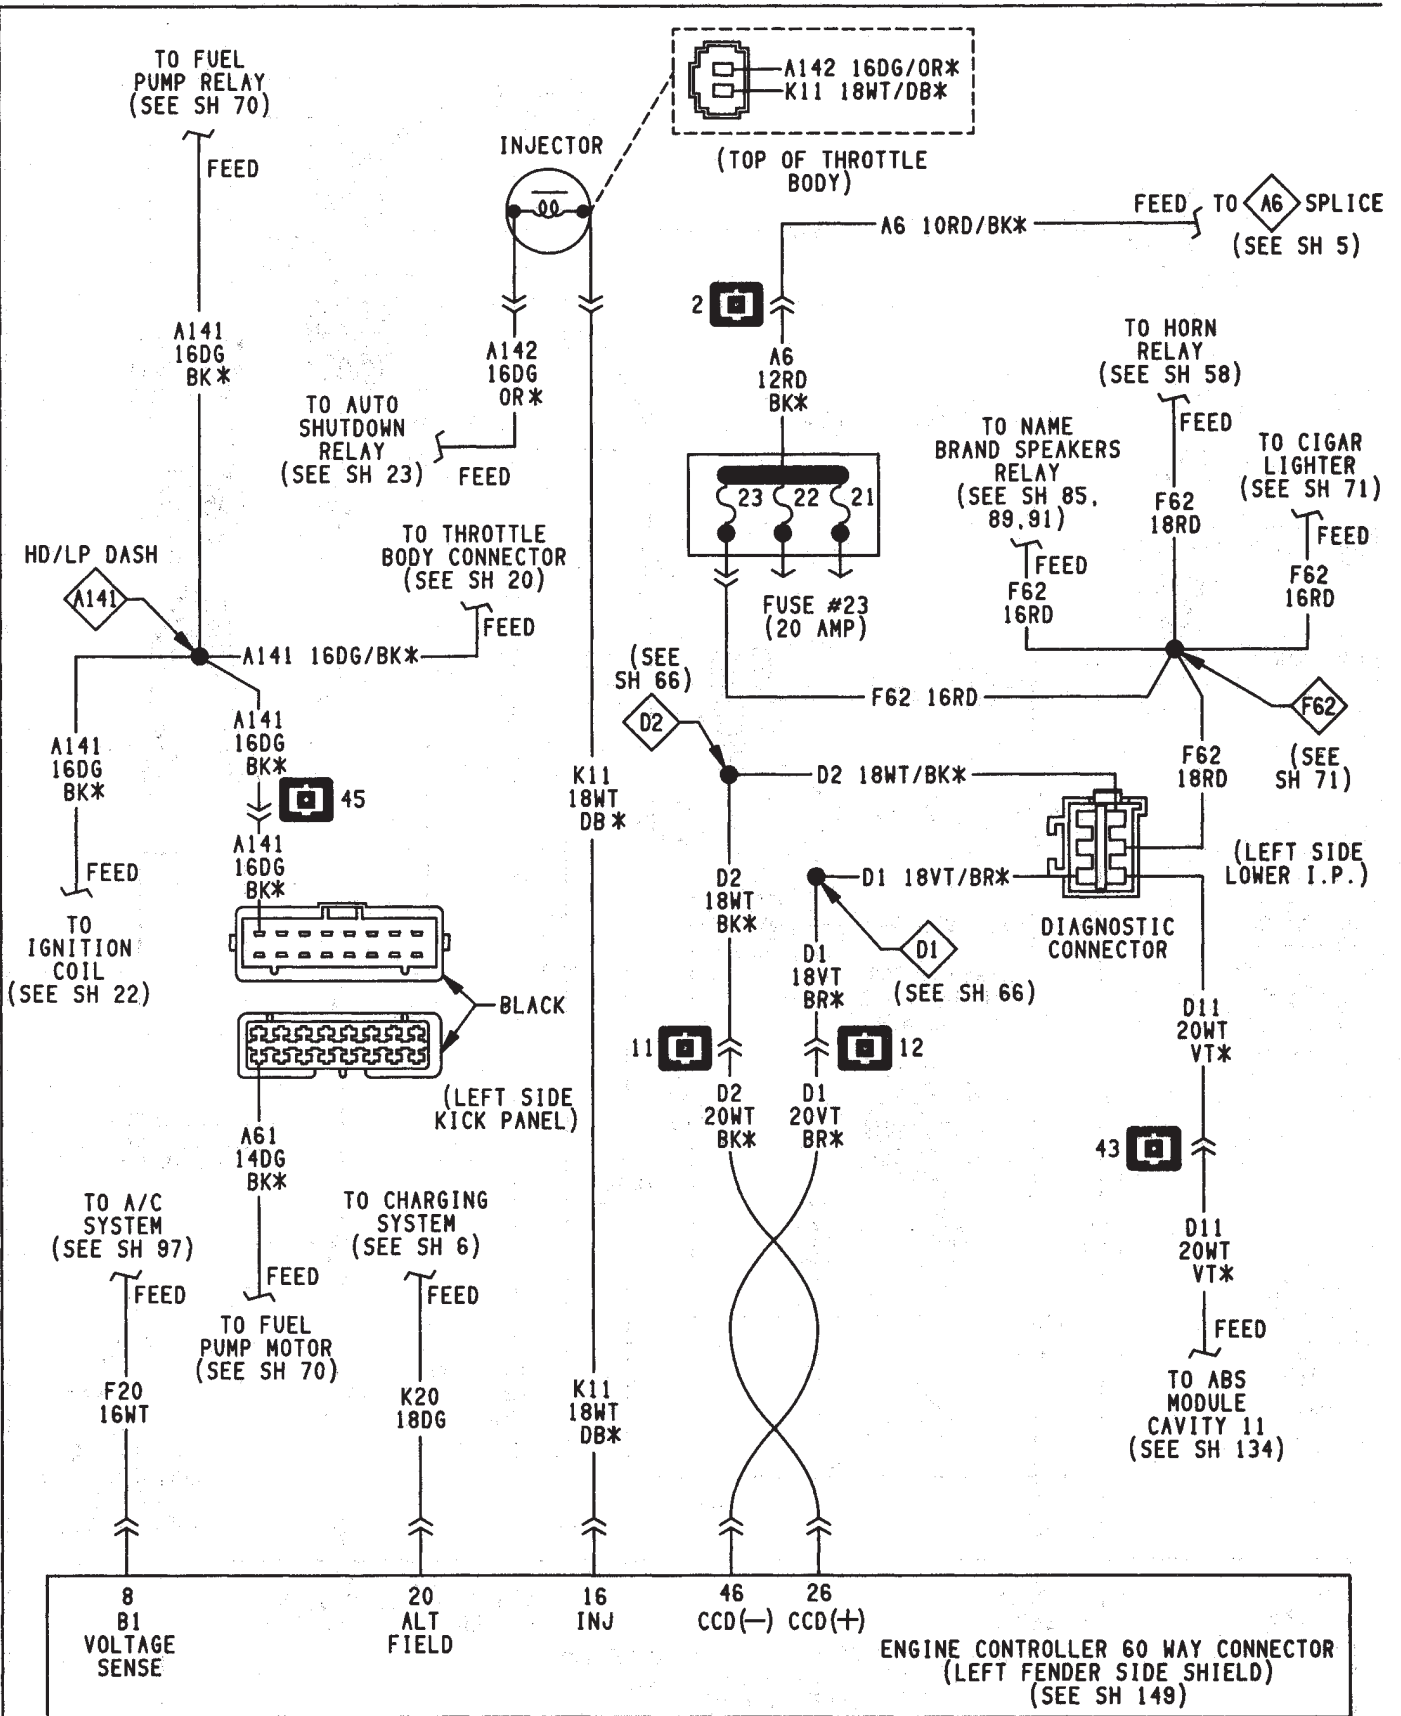 TO FUEL
PUMP RELAY
(SEE SH 70)
FEED
A141
16DG
BK*
INJECTOR
A142 16DG/OR*
K11 18WT/DB*
(TOP OF THROTTLE
BODY)
A6 10RD/BK*
FEED
TO A6 SPLICE
(SEE SH 5)
2
A6
12RD
BK*
A142
16DG
OR*
TO AUTO
SHUTDOWN
RELAY
(SEE SH 23)
FEED
23 22 21
FUSE #23
(20 AMP)
TO HORN
RELAY
(SEE SH 58)
FEED
F62
18RD
TO NAME
BRAND SPEAKERS
RELAY
(SEE SH 85,
89,91)
FEED
F62
16RD
TO CIGAR
LIGHTER
(SEE SH 71)
FEED
F62
16RD
HD/LP DASH
A141
TO THROTTLE
BODY CONNECTOR
(SEE SH 20)
FEED
A141 16DG/BK*
(SEE
SH 66)
D2
F62 16RD
F62
(SEE
SH 71)
A141
16DG
BK*
FEED
TO
IGNITION
COIL
(SEE SH 22)
A141
16DG
BK*
45
A141
16DG
BK*
K11
18WT
DB*
D2 18WT/BK*
F62
18RD
D2
18WT
BK*
D1 18VT/BR*
(LEFT SIDE
LOWER I.P.)
DIAGNOSTIC
CONNECTOR
D1
(SEE SH 66)
D1
18VT
BR*
BLACK
(LEFT SIDE
KICK PANEL)
11
12
D2
20WT
BK*
D1
20VT
BR*
D11
20WT
VT*
43
D11
20WT
VT*
FEED
TO ABS
MODULE
CAVITY 11
(SEE SH 134)
A61
14DG
BK*
FEED
TO FUEL
PUMP MOTOR
(SEE SH 70)
TO A/C
SYSTEM
(SEE SH 97)
FEED
F20
16WT
TO CHARGING
SYSTEM
(SEE SH 6)
FEED
K20
18DG
K11
18WT
DB*
8
B1
VOLTAGE
SENSE
20
ALT
FIELD
16
INJ
46
CCD(-)
26
CCD(+)
ENGINE CONTROLLER 60 WAY CONNECTOR
(LEFT FENDER SIDE SHIELD)
(SEE SH 149)